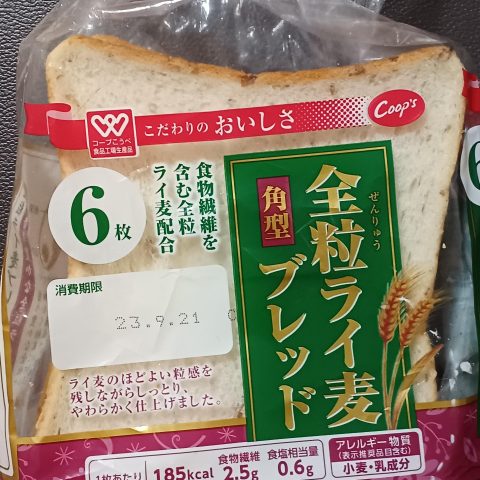 コープこうべ
食品工場生産品
こだわりの おいしさ
Coop's
6枚
食物繊維を
含む全粒
ライ麦配合
ぜんりゅう
全粒ライ麦
角型
ブレッド
消費期限
23.9.21
ライ麦のほどよい粒感を
残しながらしっとり、
やわらかく仕上げました。
1枚あたり 185kcal
食物繊維 2.5g
食塩相当量 0.6g
アレルギー物質
(表示推奨品目含む)
小麦・乳成分